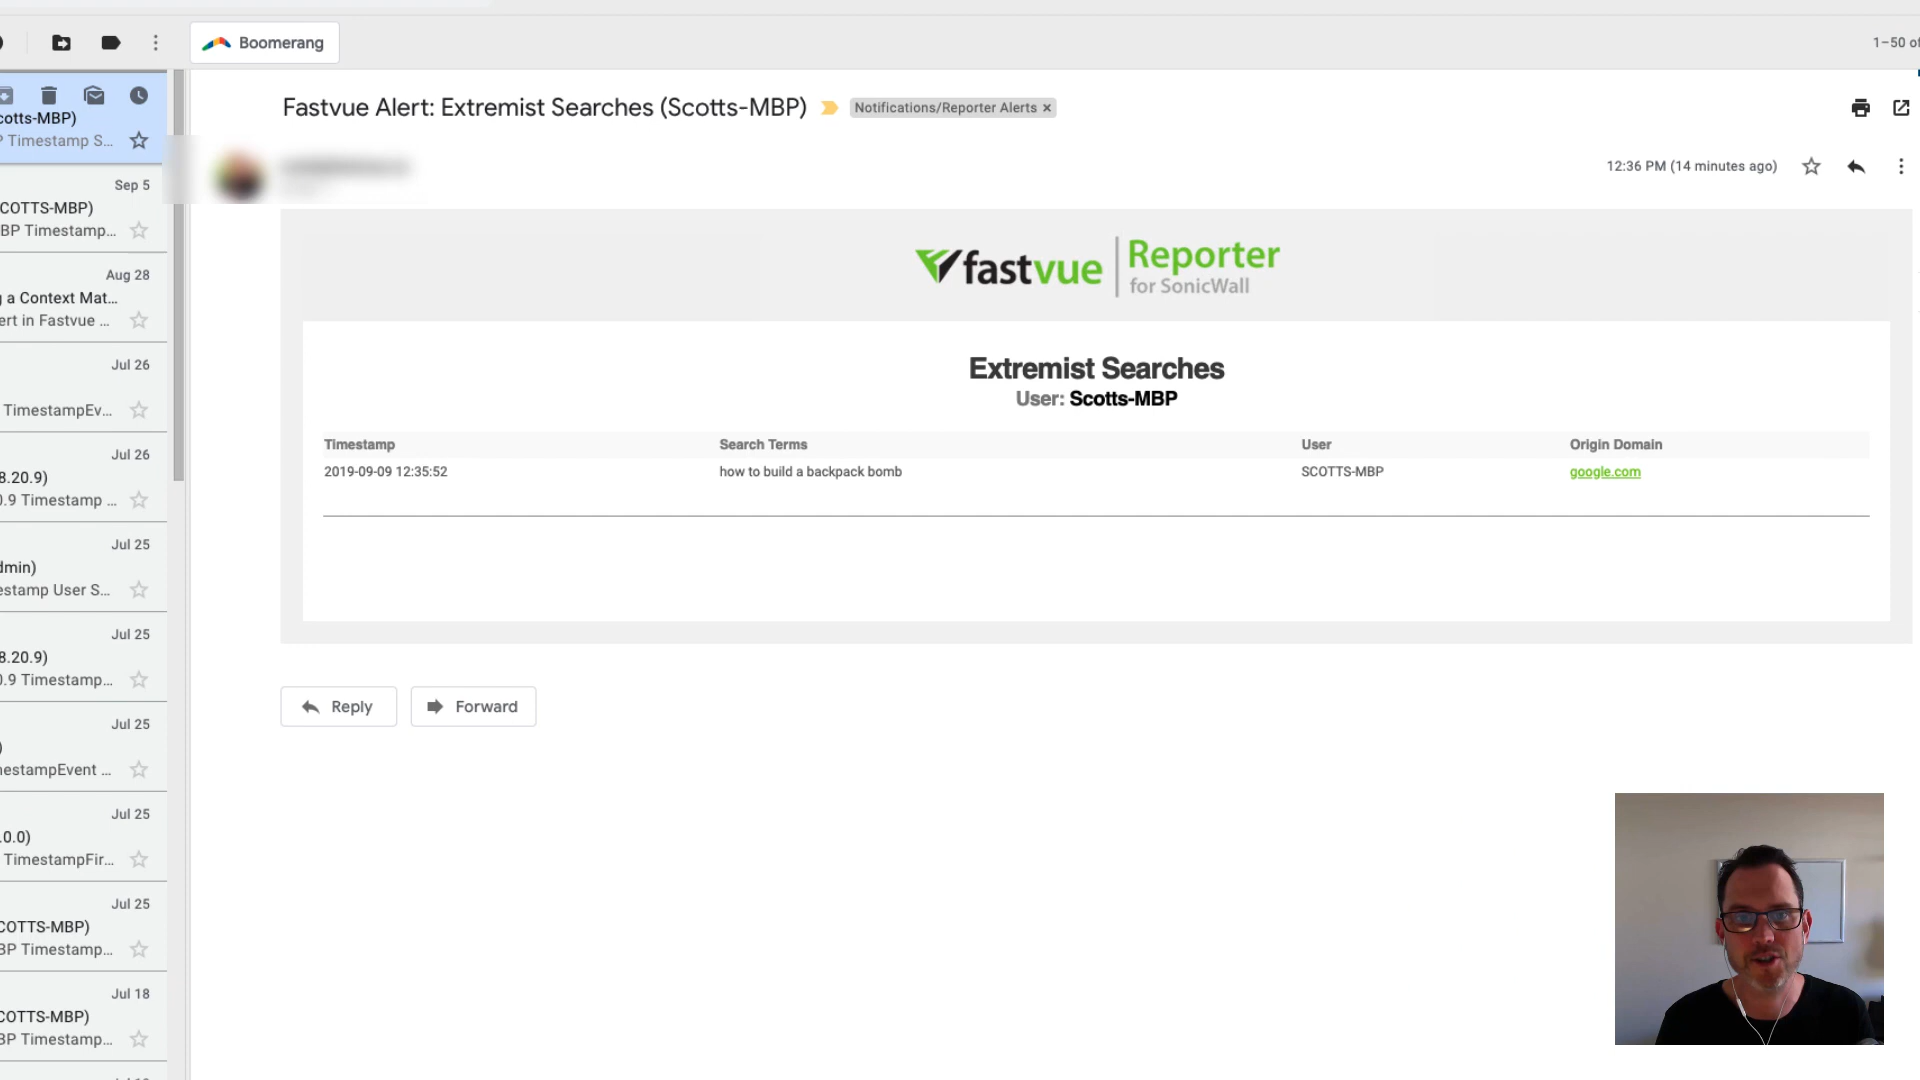 Boomerang
1–50 of
Fastvue Alert: Extremist Searches (Scotts-MBP)
Notifications/Reporter Alerts ×
12:36 PM (14 minutes ago)
cotts-MBP)
P Timestamp S...
Sep 5
COTTS-MBP)
BP Timestamp...
Aug 28
g a Context Mat...
ert in Fastvue ...
Jul 26
TimestampEv...
Jul 26
8.20.9)
0.9 Timestamp ...
Jul 25
dmin)
estamp User S...
Jul 25
8.20.9)
0.9 Timestamp...
Jul 25
)
mestampEvent ...
Jul 25
.0.0)
TimestampFir...
Jul 25
COTTS-MBP)
BP Timestamp...
Jul 18
COTTS-MBP)
BP Timestamp...
fastvue
Reporter
for SonicWall
Extremist Searches
User: Scotts-MBP
Timestamp Search Terms User Origin Domain
2019-09-09 12:35:52 how to build a backpack bomb SCOTTS-MBP google.com
Reply
Forward